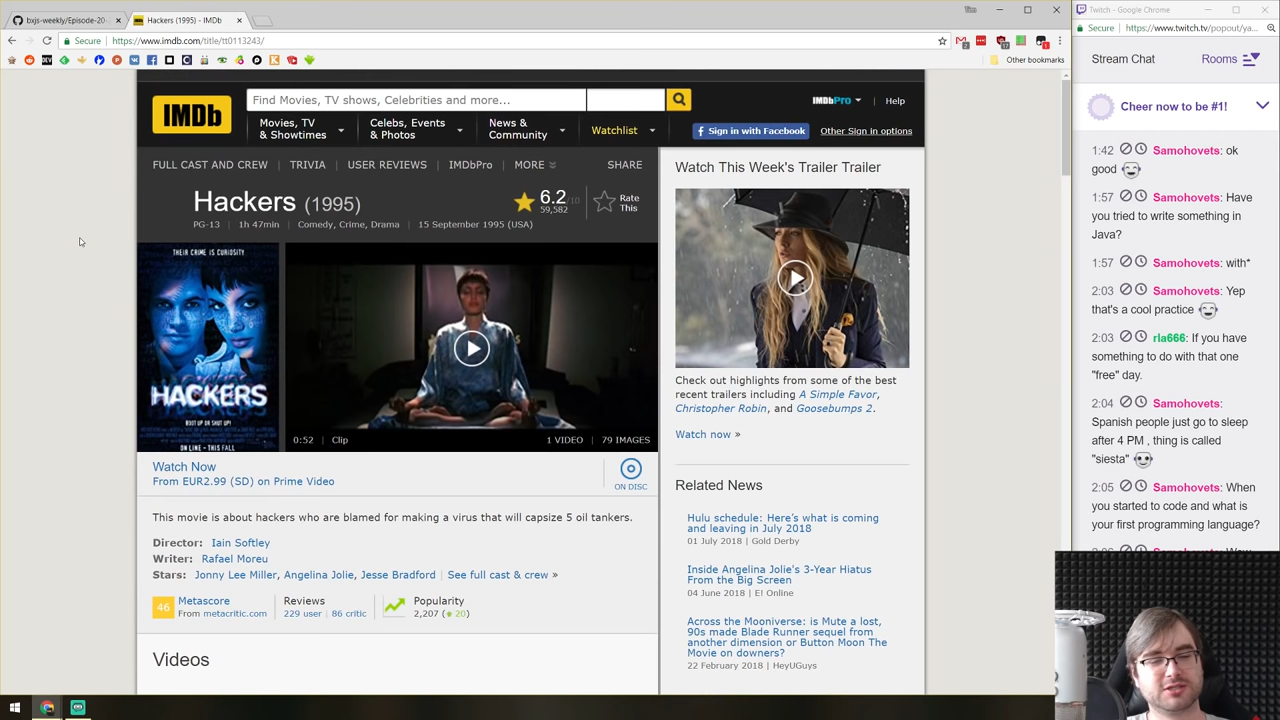 bxjs-weekly/Episode-20-
Hackers (1995) - IMDb
Tim
Secure
https://www.imdb.com/title/tt0113243/
Other bookmarks
IMDb
Find Movies, TV shows, Celebrities and more...
IMDbPro
Help
Movies, TV
& Showtimes
Celebs, Events
& Photos
News &
Community
Watchlist
Sign in with Facebook
Other Sign in options
FULL CAST AND CREW
TRIVIA
USER REVIEWS
IMDbPro
MORE
SHARE
Hackers (1995)
6.2/10
59,582
Rate
This
PG-13 | 1h 47min | Comedy, Crime, Drama | 15 September 1995 (USA)
THEIR CRIME IS CURIOSITY
HACKERS
BOOT UP OR SHUT UP!
ON LINE - THIS FALL
0:52 | Clip
1 VIDEO | 79 IMAGES
Watch Now
From EUR2.99 (SD) on Prime Video
ON DISC
This movie is about hackers who are blamed for making a virus that will capsize 5 oil tankers.
Director: Iain Softley
Writer: Rafael Moreu
Stars: Jonny Lee Miller, Angelina Jolie, Jesse Bradford | See full cast & crew »
46
Metascore
From metacritic.com
Reviews
229 user | 86 critic
Popularity
2,207 (20)
Videos
Watch This Week's Trailer Trailer
Check out highlights from some of the best
recent trailers including A Simple Favor,
Christopher Robin, and Goosebumps 2.
Watch now »
Related News
Hulu schedule: Here's what is coming
and leaving in July 2018
01 July 2018 | Gold Derby
Inside Angelina Jolie's 3-Year Hiatus
From the Big Screen
04 June 2018 | E! Online
Across the Mooniverse: is Mute a lost,
90s made Blade Runner sequel from
another dimension or Button Moon The
Movie on downers?
22 February 2018 | HeyUGuys
Twitch - Google Chrome
Secure
https://www.twitch.tv/popout/ya...
Stream Chat
Rooms
Cheer now to be #1!
1:42 Samohovets: ok
good
1:57 Samohovets: Have
you tried to write something in
Java?
1:57 Samohovets: with*
2:03 Samohovets: Yep
that's a cool practice
2:03 rla666: If you have
something to do with that one
"free" day.
2:04 Samohovets:
Spanish people just go to sleep
after 4 PM , thing is called
"siesta"
2:05 Samohovets: When
you started to code and what is
your first programming language?